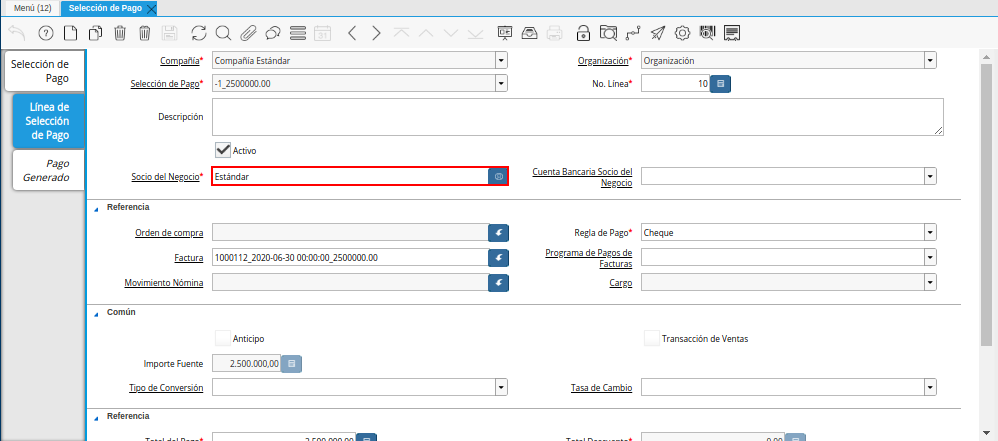 Menú (12)
Selección de Pago
Selección de
Pago
Línea de
Selección
de Pago
Pago
Generado
Compañía*
Compañía Estándar
Organización*
Organización
Selección de Pago*
-1_2500000.00
No. Línea*
10
Descripción
Activo
Socio del Negocio*
Estándar
Cuenta Bancaria Socio del
Negocio
Referencia
Orden de compra
Regla de Pago*
Cheque
Factura
1000112_2020-06-30 00:00:00_2500000.00
Programa de Pagos de
Facturas
Movimiento Nómina
Cargo
Común
Anticipo
Transacción de Ventas
Importe Fuente
2.500.000,00
Tipo de Conversión
Tasa de Cambio
Referencia
Total del Pago*
2.500.000,00
Total Descuento*
0,00